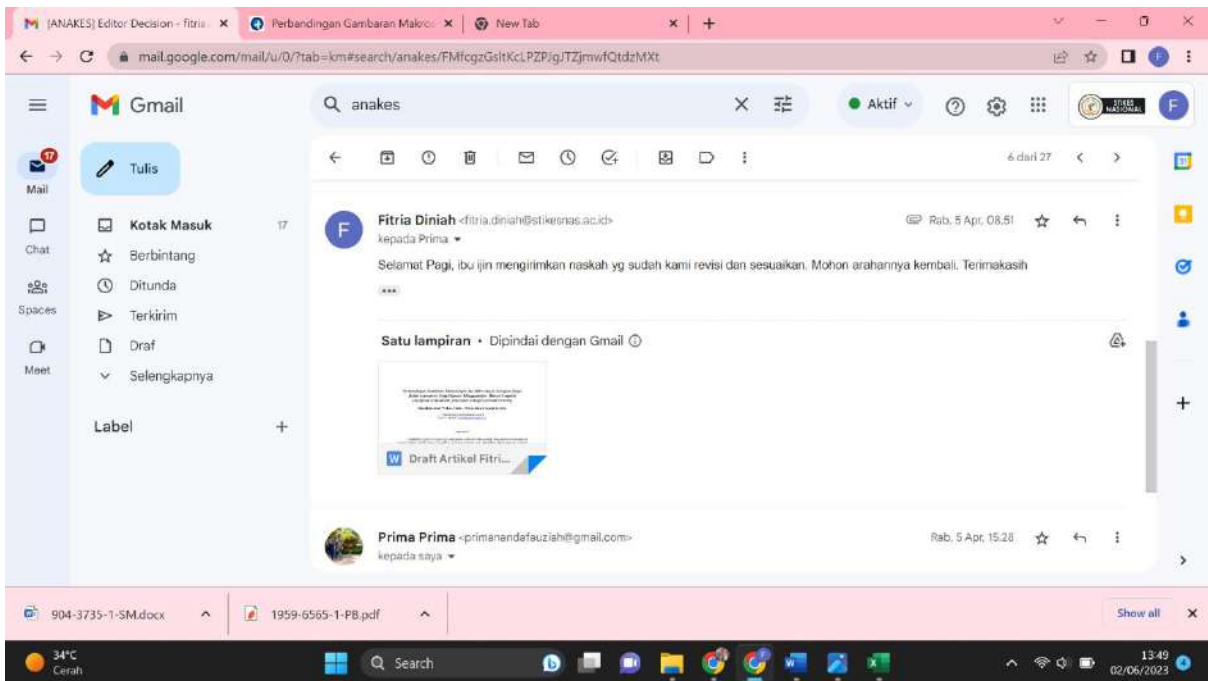 [ANAKES] Editor Decision - fitria
Perbandingan Gambaran Makros
New Tab
mail.google.com/mail/u/0/?tab=km#search/anakes/FMfcgzGsltKcLPZPJgJTZjmwfQtdzMXt
Gmail
anakes
Aktif
STIKES NASIONAL
F
17
Mail
Tulis
6 dari 27
Kotak Masuk 17
Chat
Berbintang
Ditunda
Spaces
Terkirim
Draf
Meet
Selengkapnya
Label
F
Fitria Diniah <fitria.diniah@stikesnas.ac.id>
Rab, 5 Apr, 08.51
kepada Prima
Selamat Pagi, ibu ijin mengirimkan naskah yg sudah kami revisi dan sesuaikan. Mohon arahannya kembali. Terimakasih
Satu lampiran • Dipindai dengan Gmail
W Draft Artikel Fitri...
Prima Prima <primanandafauziah@gmail.com>
Rab, 5 Apr, 15.28
kepada saya
904-3735-1-SM.docx
1959-6565-1-PB.pdf
Show all
34°C
Cerah
Search
13:49
02/06/2023